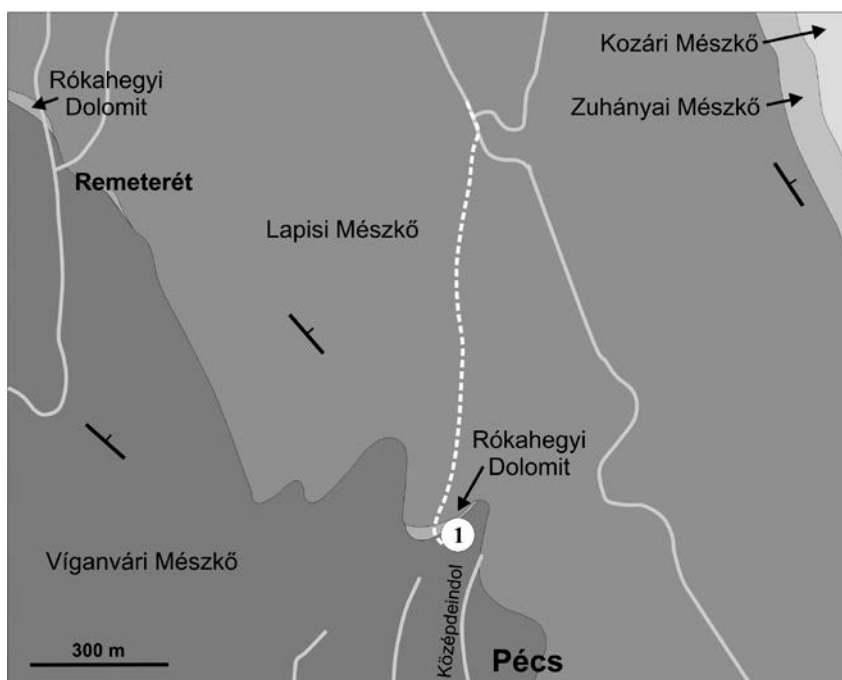 Kozári Mészkő
Rókahegyi
Dolomit
Zuhányai Mészkő
Remeterét
Lapisi Mészkő
Rókahegyi
Dolomit
1
Víganvári Mészkő
Középdeindol
300 m
Pécs